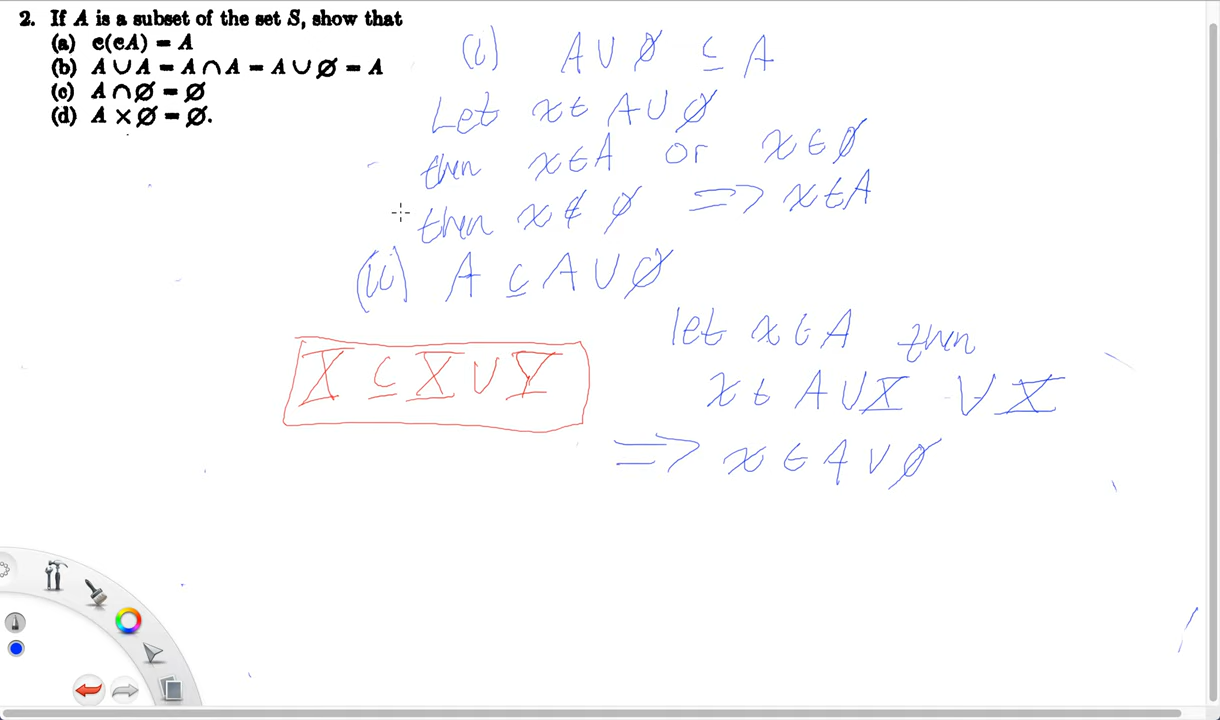 2. If A is a subset of the set S, show that
(a) c(cA) = A
(b) A ∪ A = A ∩ A = A ∪ Ø = A
(c) A ∩ Ø = Ø
(d) A × Ø = Ø.
(i) A ∪ Ø ⊆ A
Let x ∈ A ∪ Ø
then x ∈ A or x ∈ Ø
then x ∉ Ø ⇒ x ∈ A
(ii) A ⊆ A ∪ Ø
let x ∈ A then
X ⊆ X ∪ Y
x ∈ A ∪ X ∀ X
⇒ x ∈ A ∪ Ø